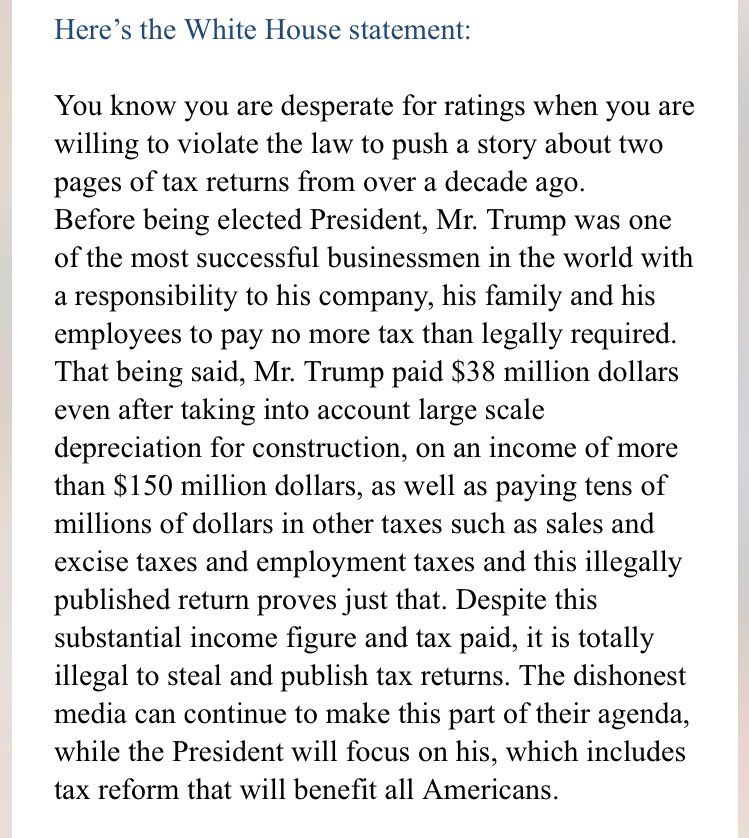 Here’s the White House statement:
You know you are desperate for ratings when you are
willing to violate the law to push a story about two
pages of tax returns from over a decade ago.
Before being elected President, Mr. Trump was one
of the most successful businessmen in the world with
a responsibility to his company, his family and his
employees to pay no more tax than legally required.
That being said, Mr. Trump paid $38 million dollars
even after taking into account large scale
depreciation for construction, on an income of more
than $150 million dollars, as well as paying tens of
millions of dollars in other taxes such as sales and
excise taxes and employment taxes and this illegally
published return proves just that. Despite this
substantial income figure and tax paid, it is totally
illegal to steal and publish tax returns. The dishonest
media can continue to make this part of their agenda,
while the President will focus on his, which includes
tax reform that will benefit all Americans.